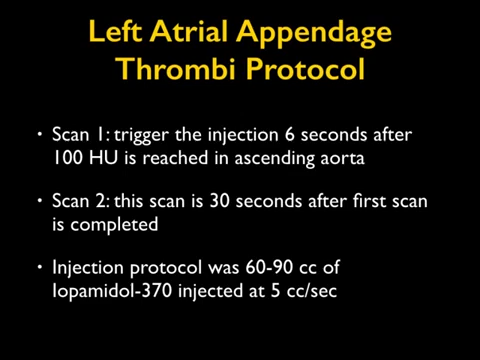 Left Atrial Appendage
Thrombi Protocol
• Scan 1: trigger the injection 6 seconds after
100 HU is reached in ascending aorta
• Scan 2: this scan is 30 seconds after first scan
is completed
• Injection protocol was 60-90 cc of
Iopamidol-370 injected at 5 cc/sec